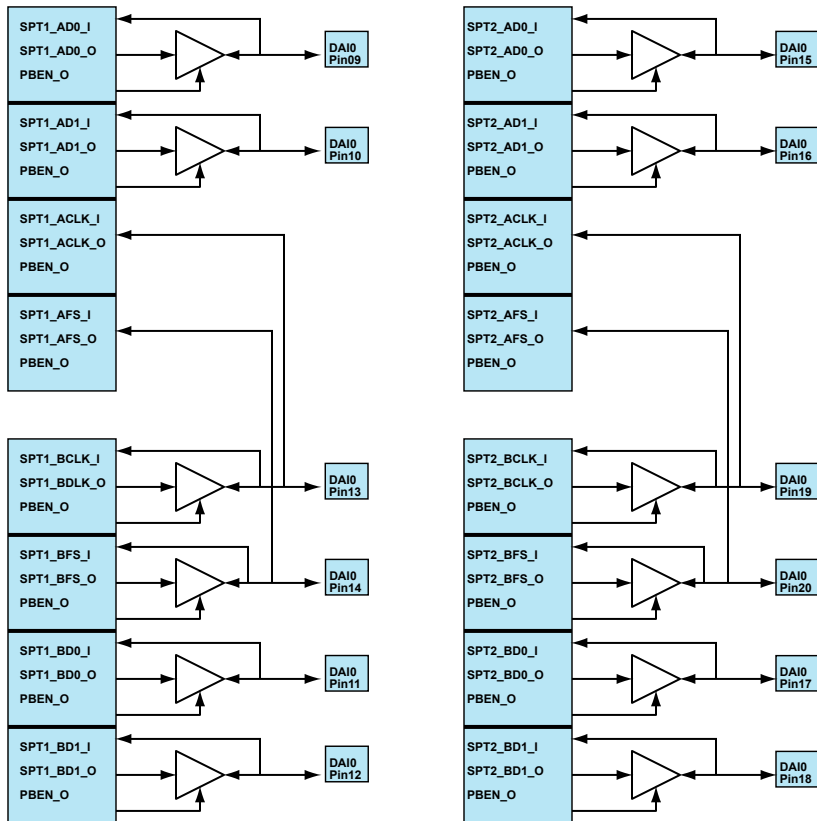 SPT1_AD0_I
SPT1_AD0_O
PBEN_O
DAI0
Pin09
SPT1_AD1_I
SPT1_AD1_O
PBEN_O
DAI0
Pin10
SPT1_ACLK_I
SPT1_ACLK_O
PBEN_O
SPT1_AFS_I
SPT1_AFS_O
PBEN_O
SPT1_BCLK_I
SPT1_BDLK_O
PBEN_O
DAI0
Pin13
SPT1_BFS_I
SPT1_BFS_O
PBEN_O
DAI0
Pin14
SPT1_BD0_I
SPT1_BD0_O
PBEN_O
DAI0
Pin11
SPT1_BD1_I
SPT1_BD1_O
PBEN_O
DAI0
Pin12
SPT2_AD0_I
SPT2_AD0_O
PBEN_O
DAI0
Pin15
SPT2_AD1_I
SPT2_AD1_O
PBEN_O
DAI0
Pin16
SPT2_ACLK_I
SPT2_ACLK_O
PBEN_O
SPT2_AFS_I
SPT2_AFS_O
PBEN_O
SPT2_BCLK_I
SPT2_BCLK_O
PBEN_O
DAI0
Pin19
SPT2_BFS_I
SPT2_BFS_O
PBEN_O
DAI0
Pin20
SPT2_BD0_I
SPT2_BD0_O
PBEN_O
DAI0
Pin17
SPT2_BD1_I
SPT2_BD1_O
PBEN_O
DAI0
Pin18